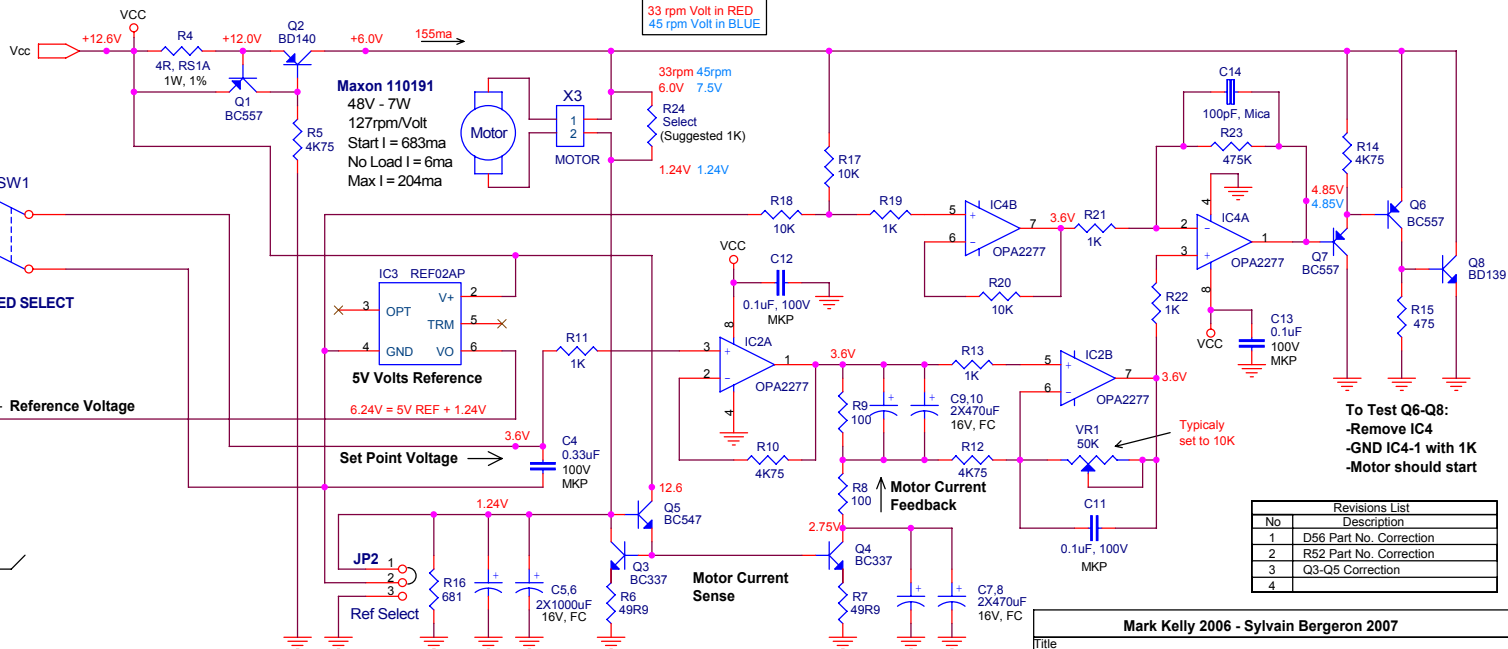 33 rpm Volt in RED
45 rpm Volt in BLUE
VCC
Vcc
+12.6V
R4
4R, RS1A
1W, 1%
+12.0V
Q2
BD140
+6.0V
155ma
Q1
BC557
R5
4K75
Maxon 110191
48V - 7W
127rpm/Volt
Start I = 683ma
No Load I = 6ma
Max I = 204ma
Motor
X3
1
2
MOTOR
33rpm 45rpm
6.0V 7.5V
R24
Select
(Suggested 1K)
1.24V 1.24V
R17
10K
R18
10K
R19
1K
5
+
6
−
7
IC4B
OPA2277
3.6V
R20
10K
R21
1K
C14
100pF, Mica
R23
475K
4
2
−
3
+
1
8
IC4A
OPA2277
R22
1K
VCC
C13
0.1uF
100V
MKP
R14
4K75
4.85V
4.85V
Q7
BC557
Q6
BC557
Q8
BD139
R15
475
SW1
ED SELECT
IC3 REF02AP
V+
2
3
OPT
TRM
5
4
GND
VO
6
5V Volts Reference
6.24V = 5V REF + 1.24V
- Reference Voltage
3.6V
Set Point Voltage
C4
0.33uF
100V
MKP
R11
1K
VCC
C12
0.1uF, 100V
MKP
8
3
+
2
−
1
4
IC2A
OPA2277
R10
4K75
3.6V
R9
100
C9,10
2X470uF
16V, FC
R13
1K
5
+
6
−
7
IC2B
OPA2277
3.6V
R12
4K75
VR1
50K
Typicaly
set to 10K
C11
0.1uF, 100V
MKP
R8
100
Motor Current
Feedback
2.75V
Q4
BC337
R7
49R9
C7,8
2X470uF
16V, FC
12.6
Q5
BC547
Q3
BC337
R6
49R9
Motor Current
Sense
1.24V
JP2
1
2
3
Ref Select
R16
681
C5,6
2X1000uF
16V, FC
To Test Q6-Q8:
-Remove IC4
-GND IC4-1 with 1K
-Motor should start
Revisions List
No Description
1 D56 Part No. Correction
2 R52 Part No. Correction
3 Q3-Q5 Correction
4
Mark Kelly 2006 - Sylvain Bergeron 2007
Title